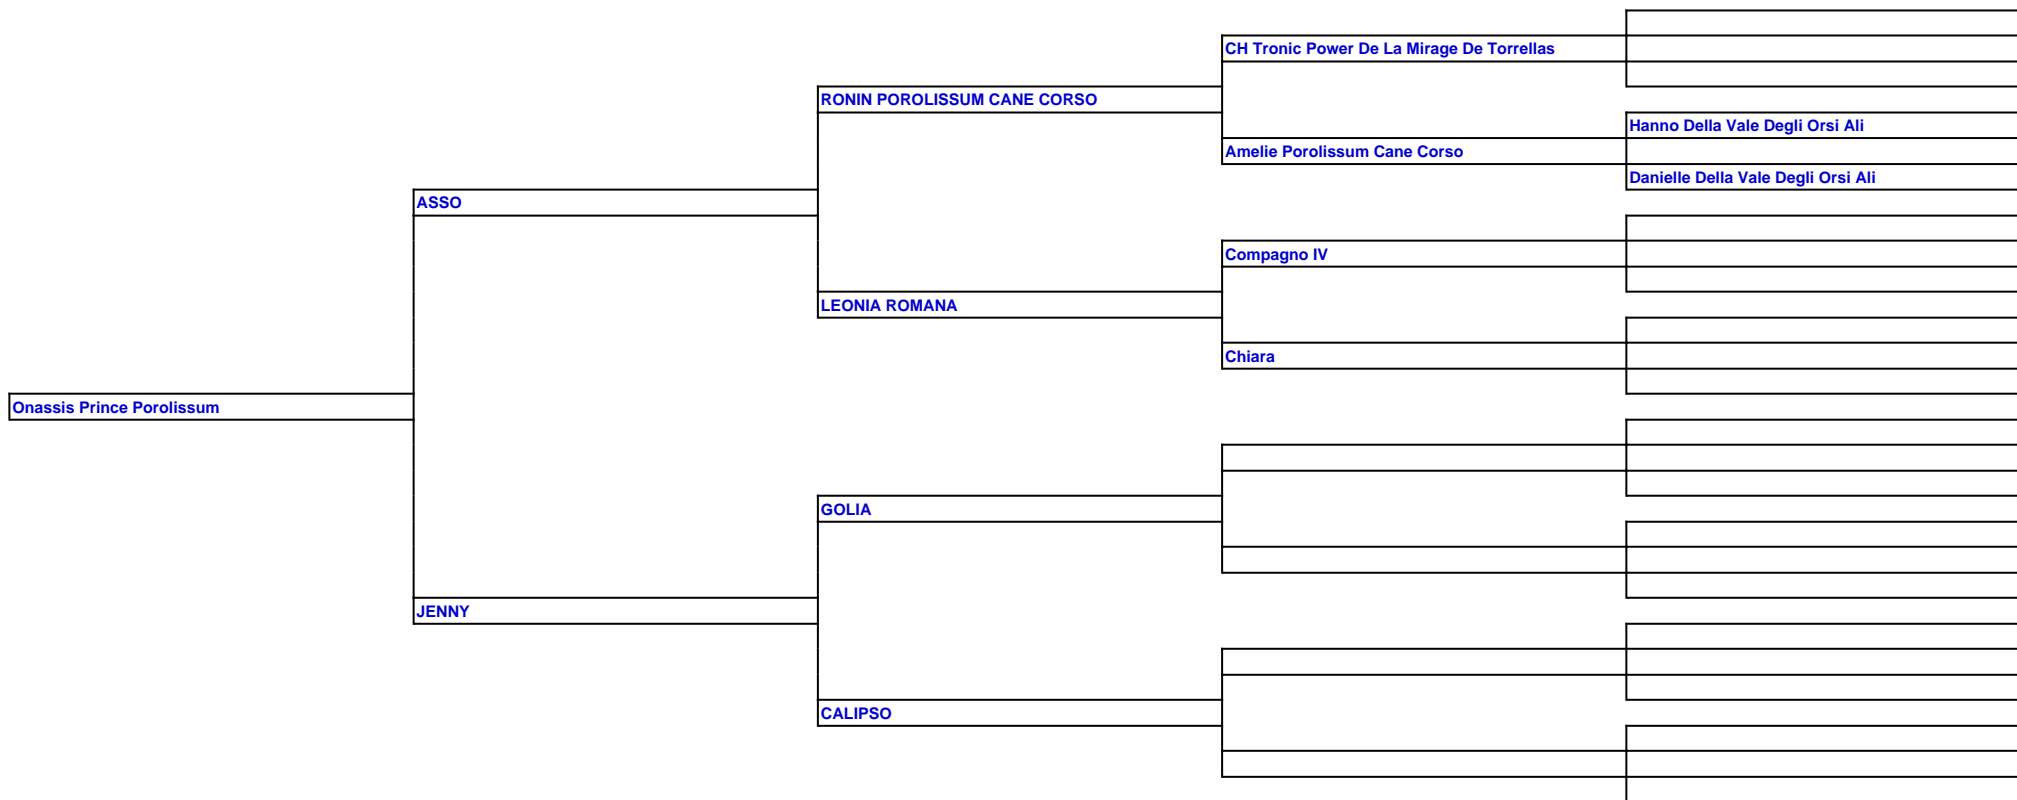 CH Tronic Power De La Mirage De Torrellas
RONIN POROLISSUM CANE CORSO
Hanno Della Vale Degli Orsi Ali
Amelie Porolissum Cane Corso
Danielle Della Vale Degli Orsi Ali
ASSO
Compagno IV
LEONIA ROMANA
Chiara
Onassis Prince Porolissum
GOLIA
JENNY
CALIPSO